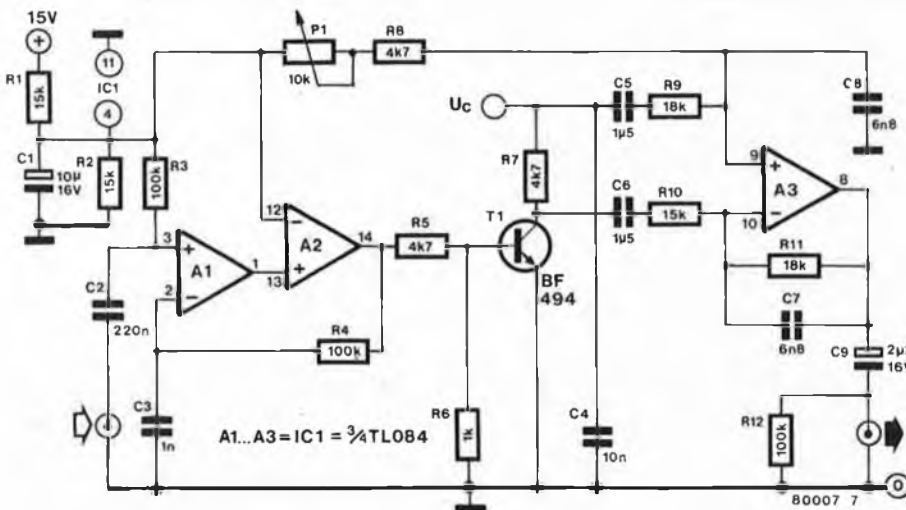 15V
+
R1
15k
11
IC1
4
C1
10µ
16V
R2
15k
R3
100k
P1
10k
R8
4k7
Uc
C5
1µ5
R9
18k
C8
6n8
R7
4k7
C6
1µ5
R10
15k
9
+
A3
8
−
10
R11
18k
C7
6n8
C9
16V
R12
100k
3
+
A1
1
2
−
C2
220n
12
−
A2
14
+
13
R5
4k7
T1
BF
494
R4
100k
C3
1n
A1...A3=IC1=¾TL084
R6
1k
C4
10n
80007 7
0